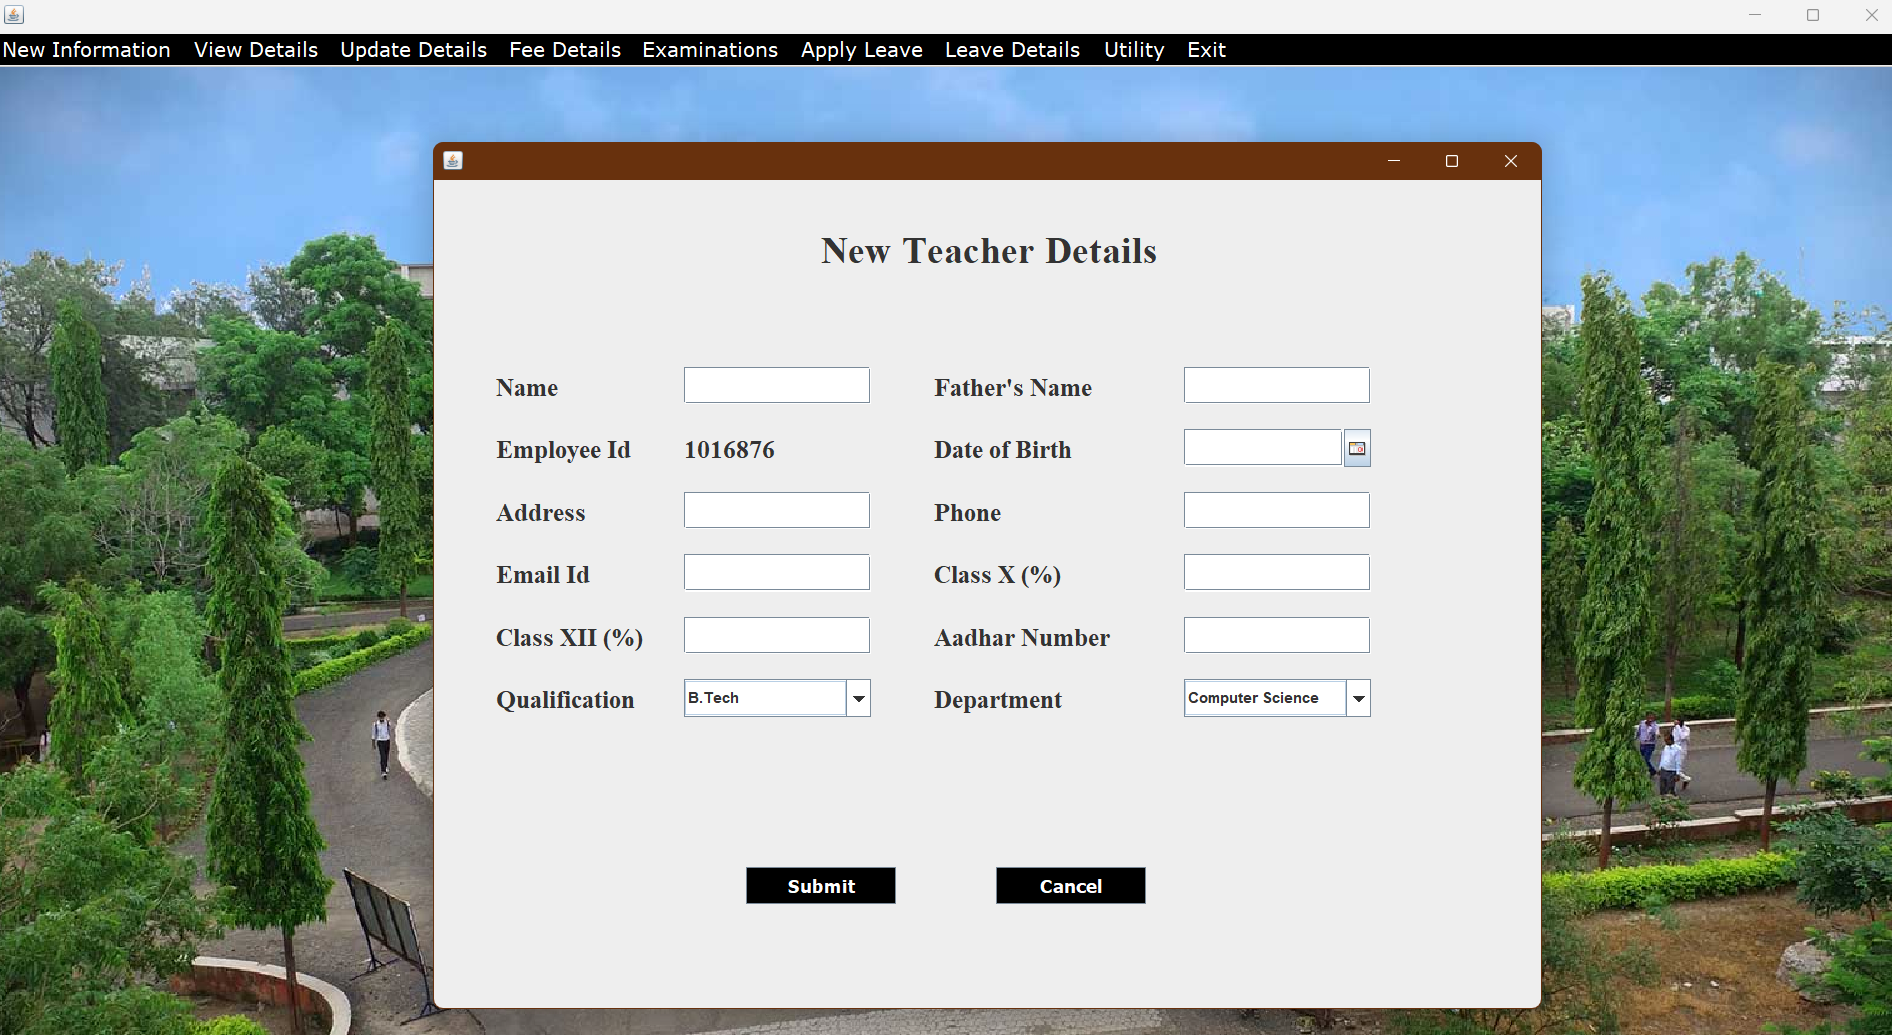 New Information View Details Update Details Fee Details Examinations Apply Leave Leave Details Utility Exit
New Teacher Details
Name Father's Name
Employee Id 1016876 Date of Birth
Address Phone
Email Id Class X (%)
Class XII (%) Aadhar Number
Qualification B.Tech Department Computer Science
Submit Cancel